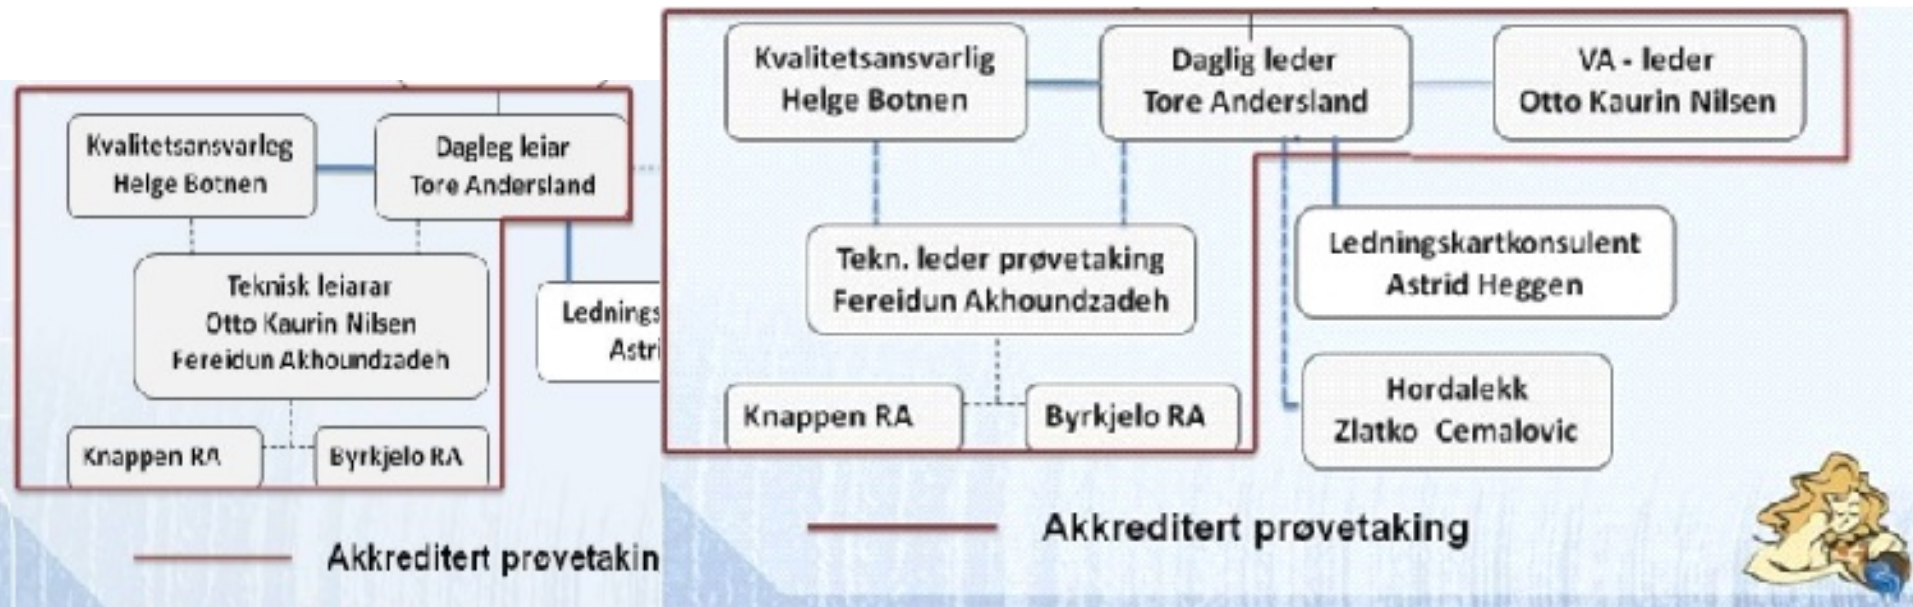 Kvalitetsansvarleg
Helge Botnen
Dagleg leiar
Tore Andersland
Teknisk leiarar
Otto Kaurin Nilsen
Fereidun Akhoundzadeh
Lednings
Astri
Knappen RA
Byrkjelo RA
Akkreditert prøvetakin
Kvalitetsansvarlig
Helge Botnen
Daglig leder
Tore Andersland
VA - leder
Otto Kaurin Nilsen
Tekn. leder prøvetaking
Fereidun Akhoundzadeh
Ledningskartkonsulent
Astrid Heggen
Hordalekk
Zlatko Cemalovic
Knappen RA
Byrkjelo RA
Akkreditert prøvetaking